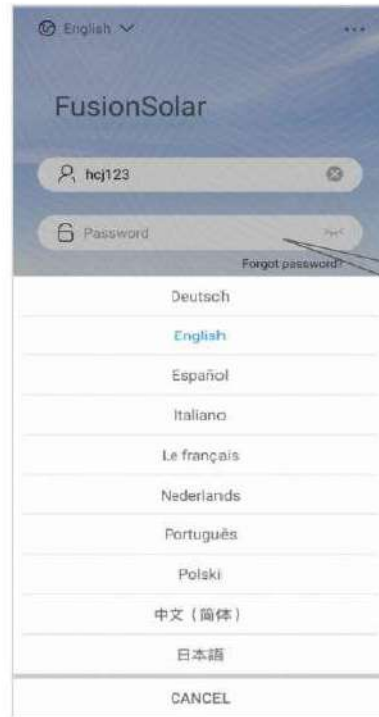 English
FusionSolar
hcj123
Password
Forgot password?
Deutsch
English
Español
Italiano
Le français
Nederlands
Português
Polski
中文（简体）
日本語
CANCEL